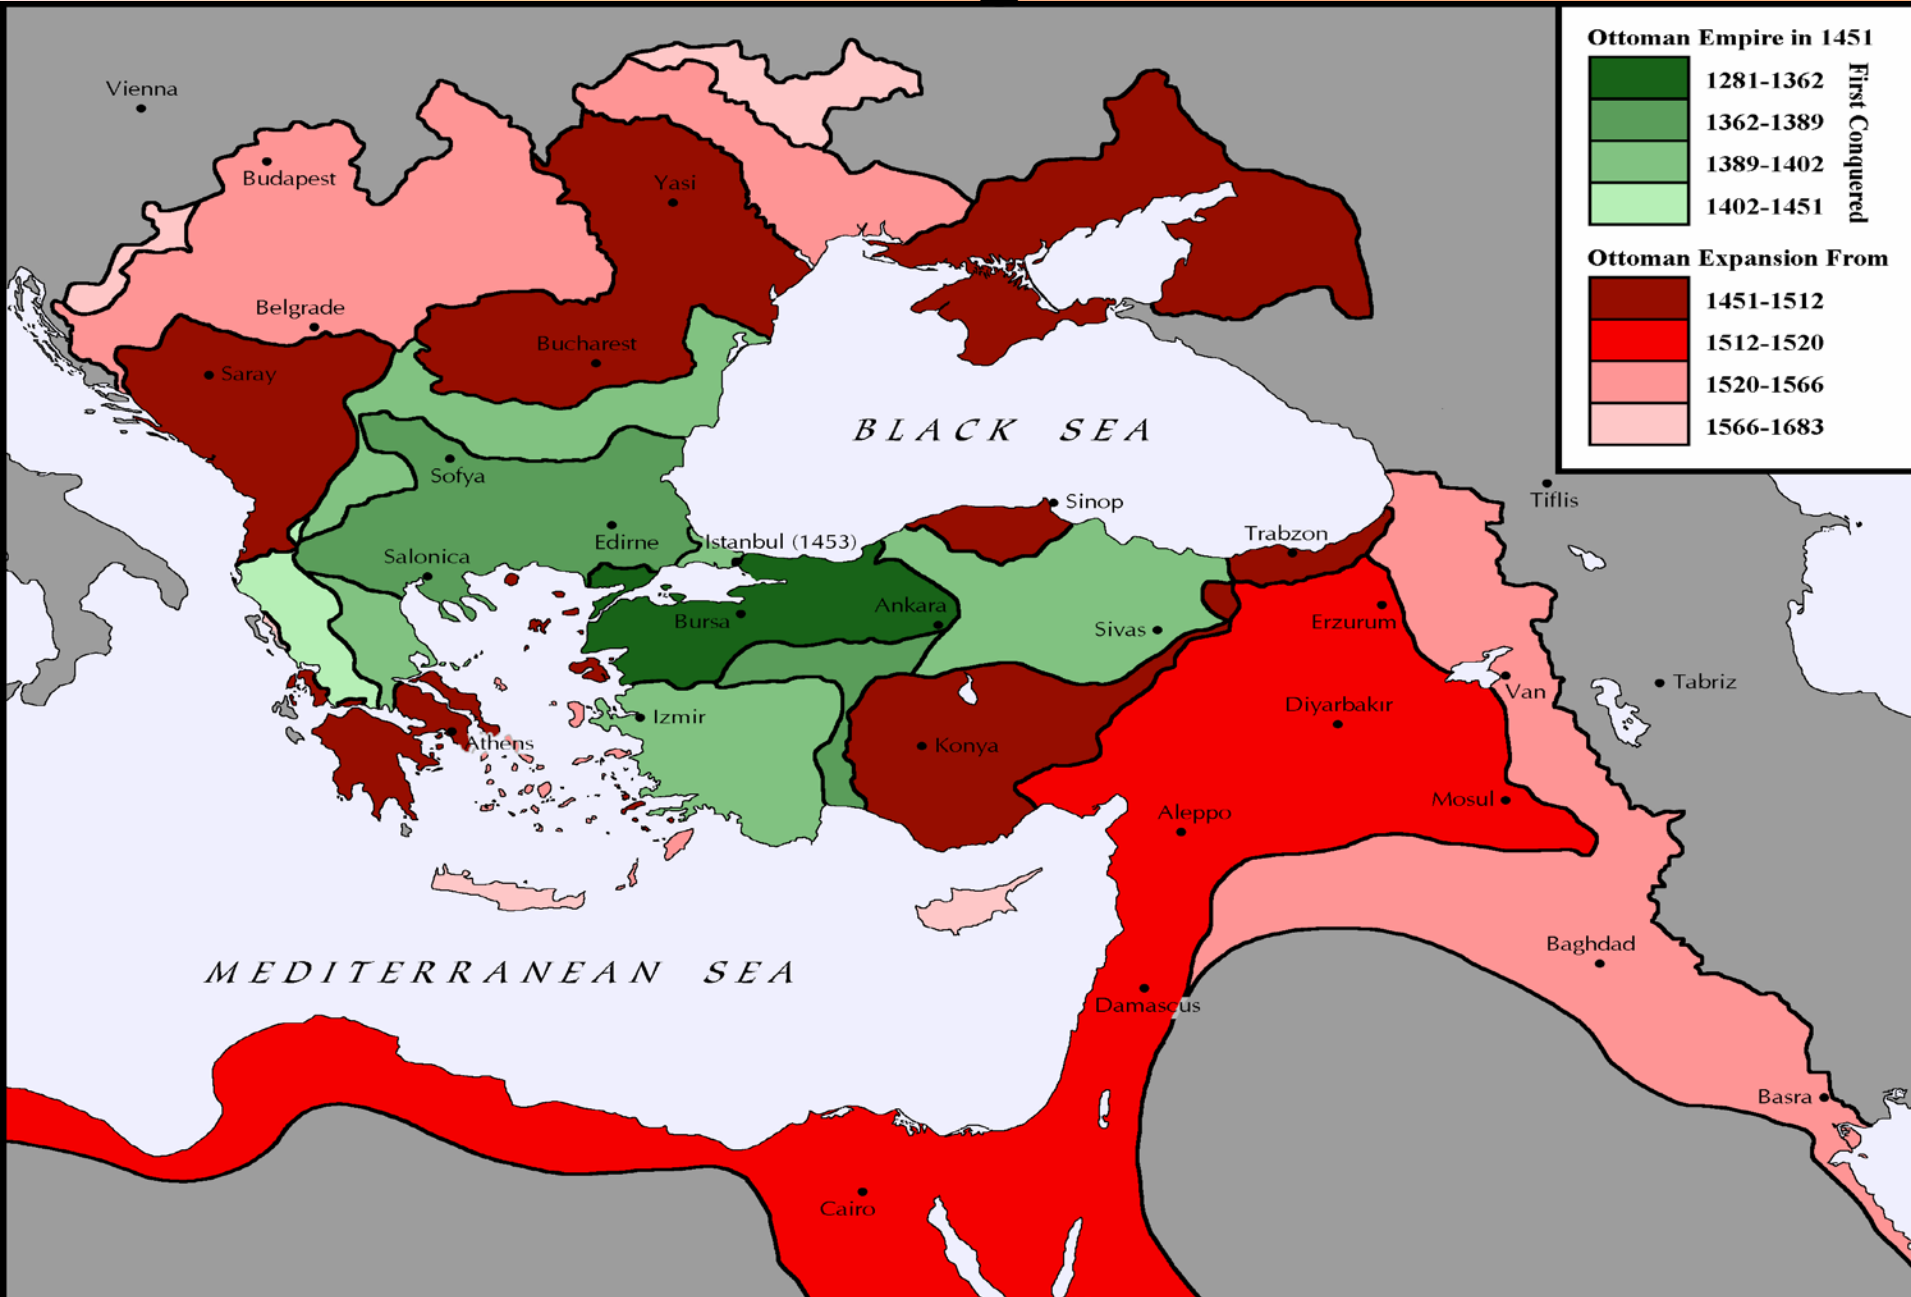 Ottoman Empire in 1451
1281-1362
1362-1389
1389-1402
1402-1451
First Conquered
Ottoman Expansion From
1451-1512
1512-1520
1520-1566
1566-1683
Vienna
Budapest
Yasi
Belgrade
Bucharest
Saray
BLACK SEA
Sofya
Tiflis
Sinop
Edirne
Istanbul (1453)
Trabzon
Salonica
Ankara
Bursa
Sivas
Erzurum
Van
Tabriz
Diyarbakır
Izmir
Athens
Konya
Mosul
Aleppo
Baghdad
MEDITERRANEAN SEA
Damascus
Basra
Cairo